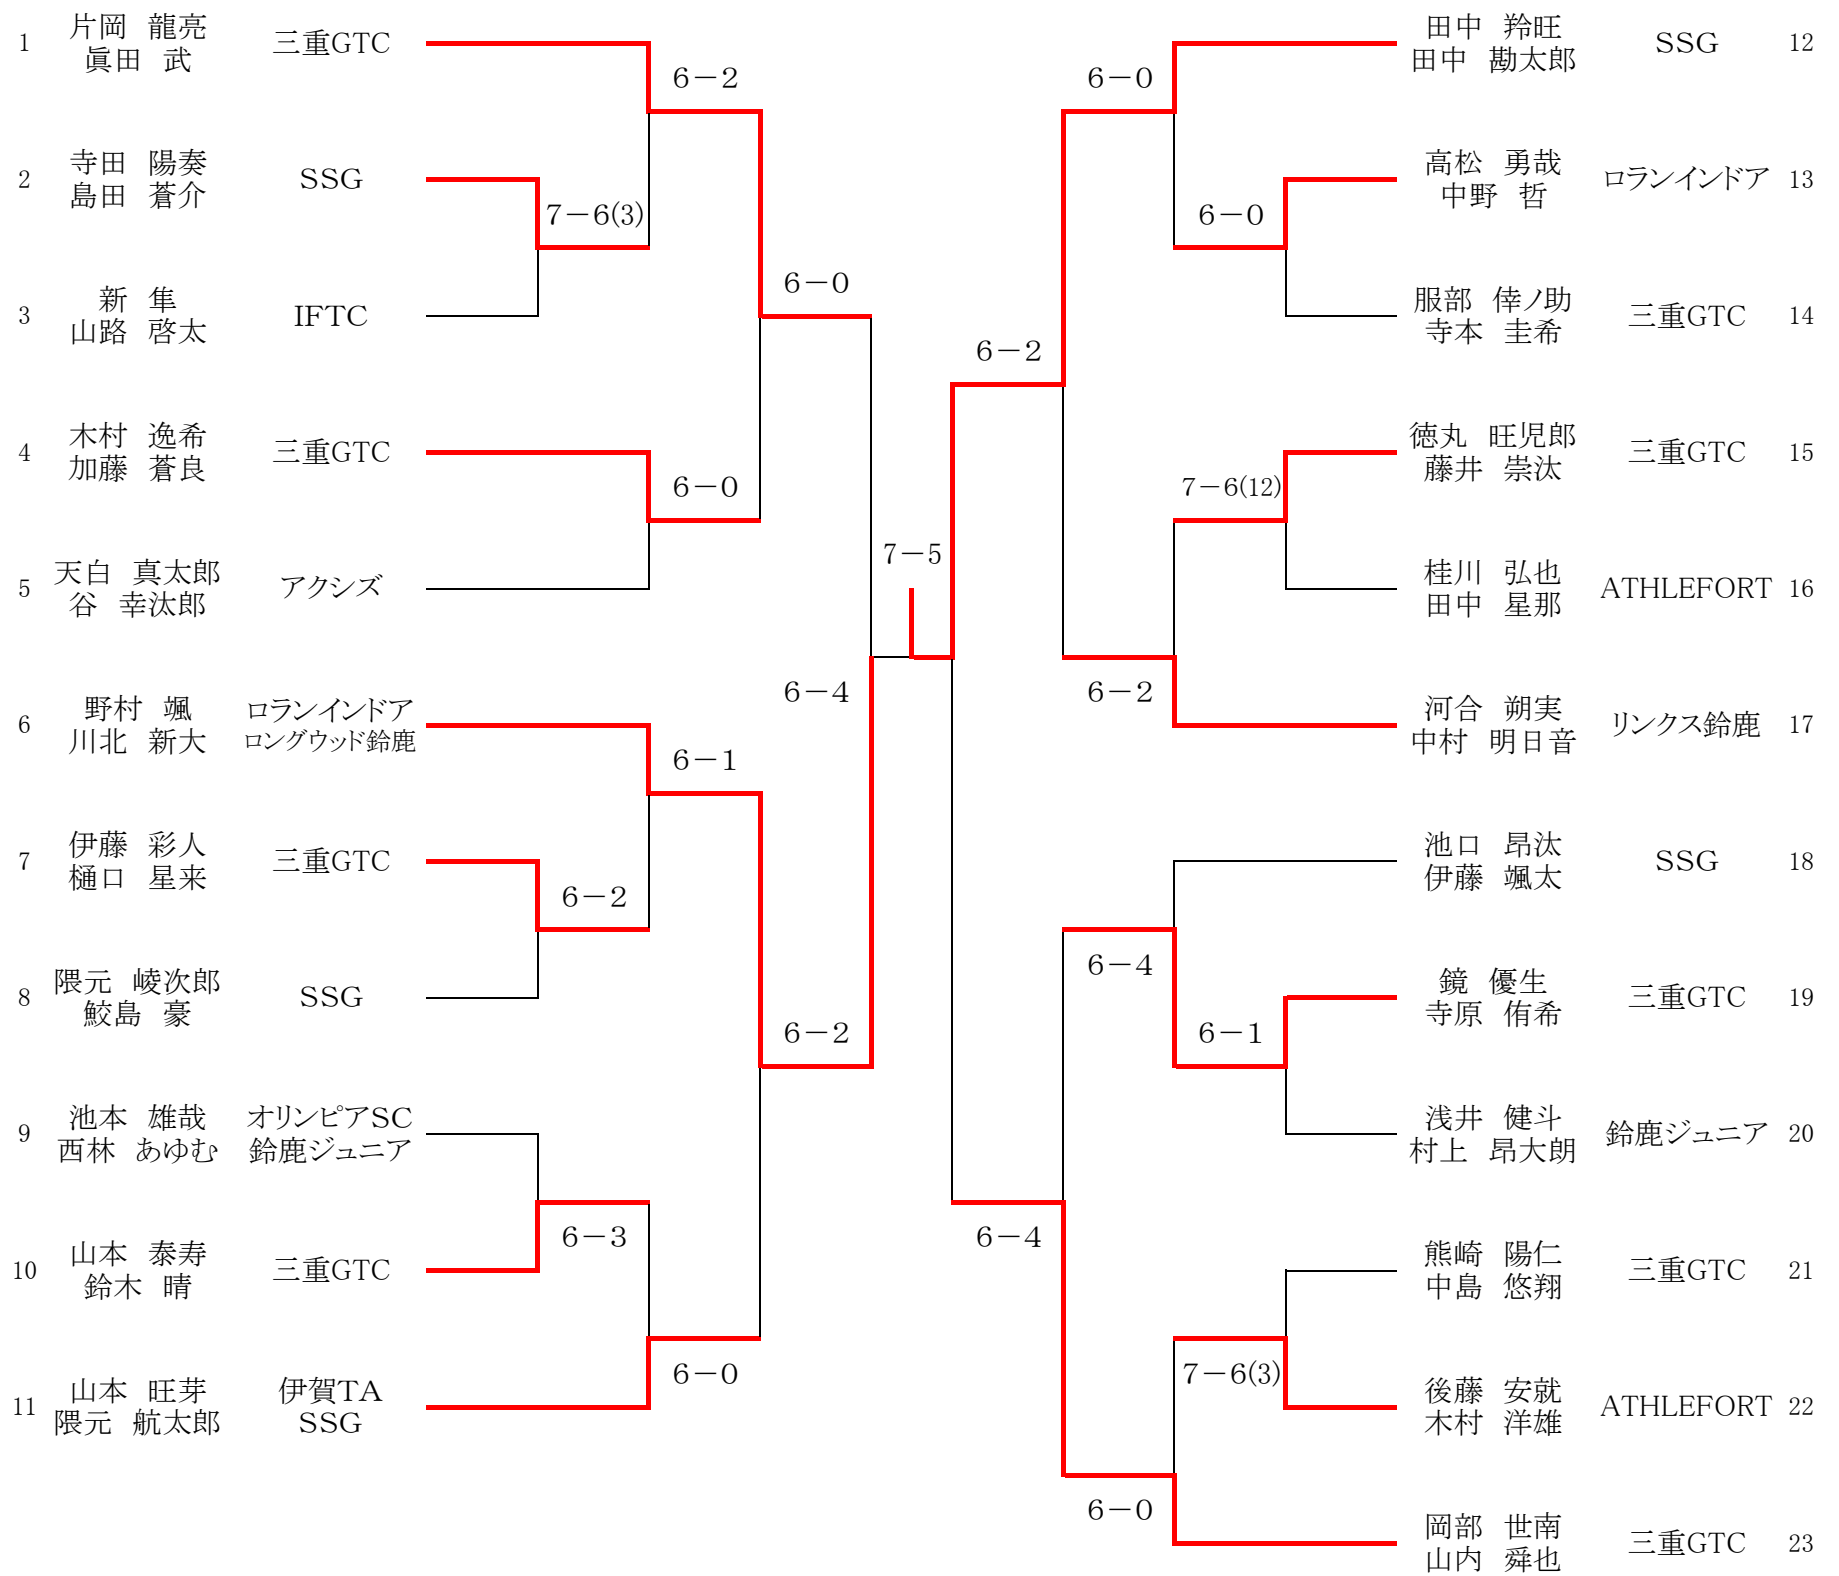 1 片岡 龍亮 三重GTC
眞田 武
6－2
2 寺田 陽奏 SSG
島田 蒼介
7－6(3)
6－0
3 新 隼 IFTC
山路 啓太
4 木村 逸希 三重GTC
加藤 蒼良
6－0
5 天白 真太郎 アクシズ
谷 幸汰郎
7－5
6－4
6 野村 颯 ロランインドア
川北 新大 ロングウッド鈴鹿
6－1
7 伊藤 彩人 三重GTC
樋口 星来
6－2
8 隈元 崚次郎 SSG
鮫島 豪
6－2
9 池本 雄哉 オリンピアSC
西林 あゆむ 鈴鹿ジュニア
6－3
10 山本 泰寿 三重GTC
鈴木 晴
6－0
11 山本 旺芽 伊賀TA
隈元 航太郎 SSG
田中 羚旺 SSG 12
田中 勘太郎
6－0
高松 勇哉 ロランインドア 13
中野 哲
6－0
服部 倖ノ助 三重GTC 14
寺本 圭希
6－2
徳丸 旺児郎 三重GTC 15
藤井 崇汰
7－6(12)
桂川 弘也 ATHLEFORT 16
田中 星那
6－2
河合 朔実 リンクス鈴鹿 17
中村 明日音
池口 昂汰 SSG 18
伊藤 颯太
6－4
鏡 優生 三重GTC 19
寺原 侑希
6－1
浅井 健斗 鈴鹿ジュニア 20
村上 昂大朗
6－4
熊崎 陽仁 三重GTC 21
中島 悠翔
7－6(3)
後藤 安就 ATHLEFORT 22
木村 洋雄
6－0
岡部 世南 三重GTC 23
山内 舜也